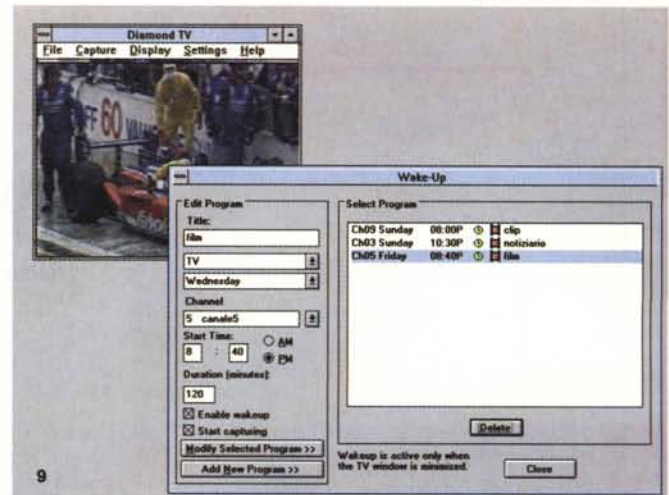 Diamond TV
File Capture Display Settings Help
FF 60
Wake-Up
Edit Program
Title:
film
TV
Wednesday
Channel
5 canale5
Start Time:
8 : 40
AM
PM
Duration (minutes):
120
Enable wakeup
Start capturing
Modify Selected Program >>
Add New Program >>
Select Program
Ch09 Sunday 08:00P clip
Ch03 Sunday 10:30P notiziario
Ch05 Friday 08:40P film
Delete
Wakeup is active only when
the TV window is minimized.
Close
9